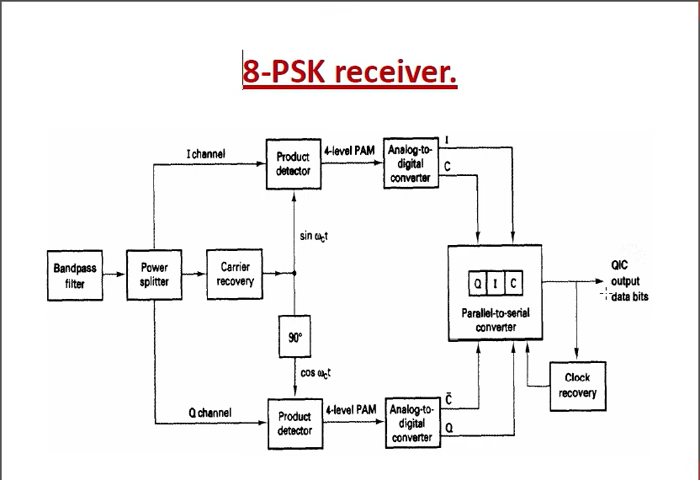 8-PSK receiver.
I channel
Product
detector
4-level PAM
Analog-to-
digital
converter
I
C
sin ωct
Bandpass
filter
Power
splitter
Carrier
recovery
Q I C
Parallel-to-serial
converter
QIC
output
data bits
90°
cos ωct
Clock
recovery
Q channel
Product
detector
4-level PAM
Analog-to-
digital
converter
C̄
Q